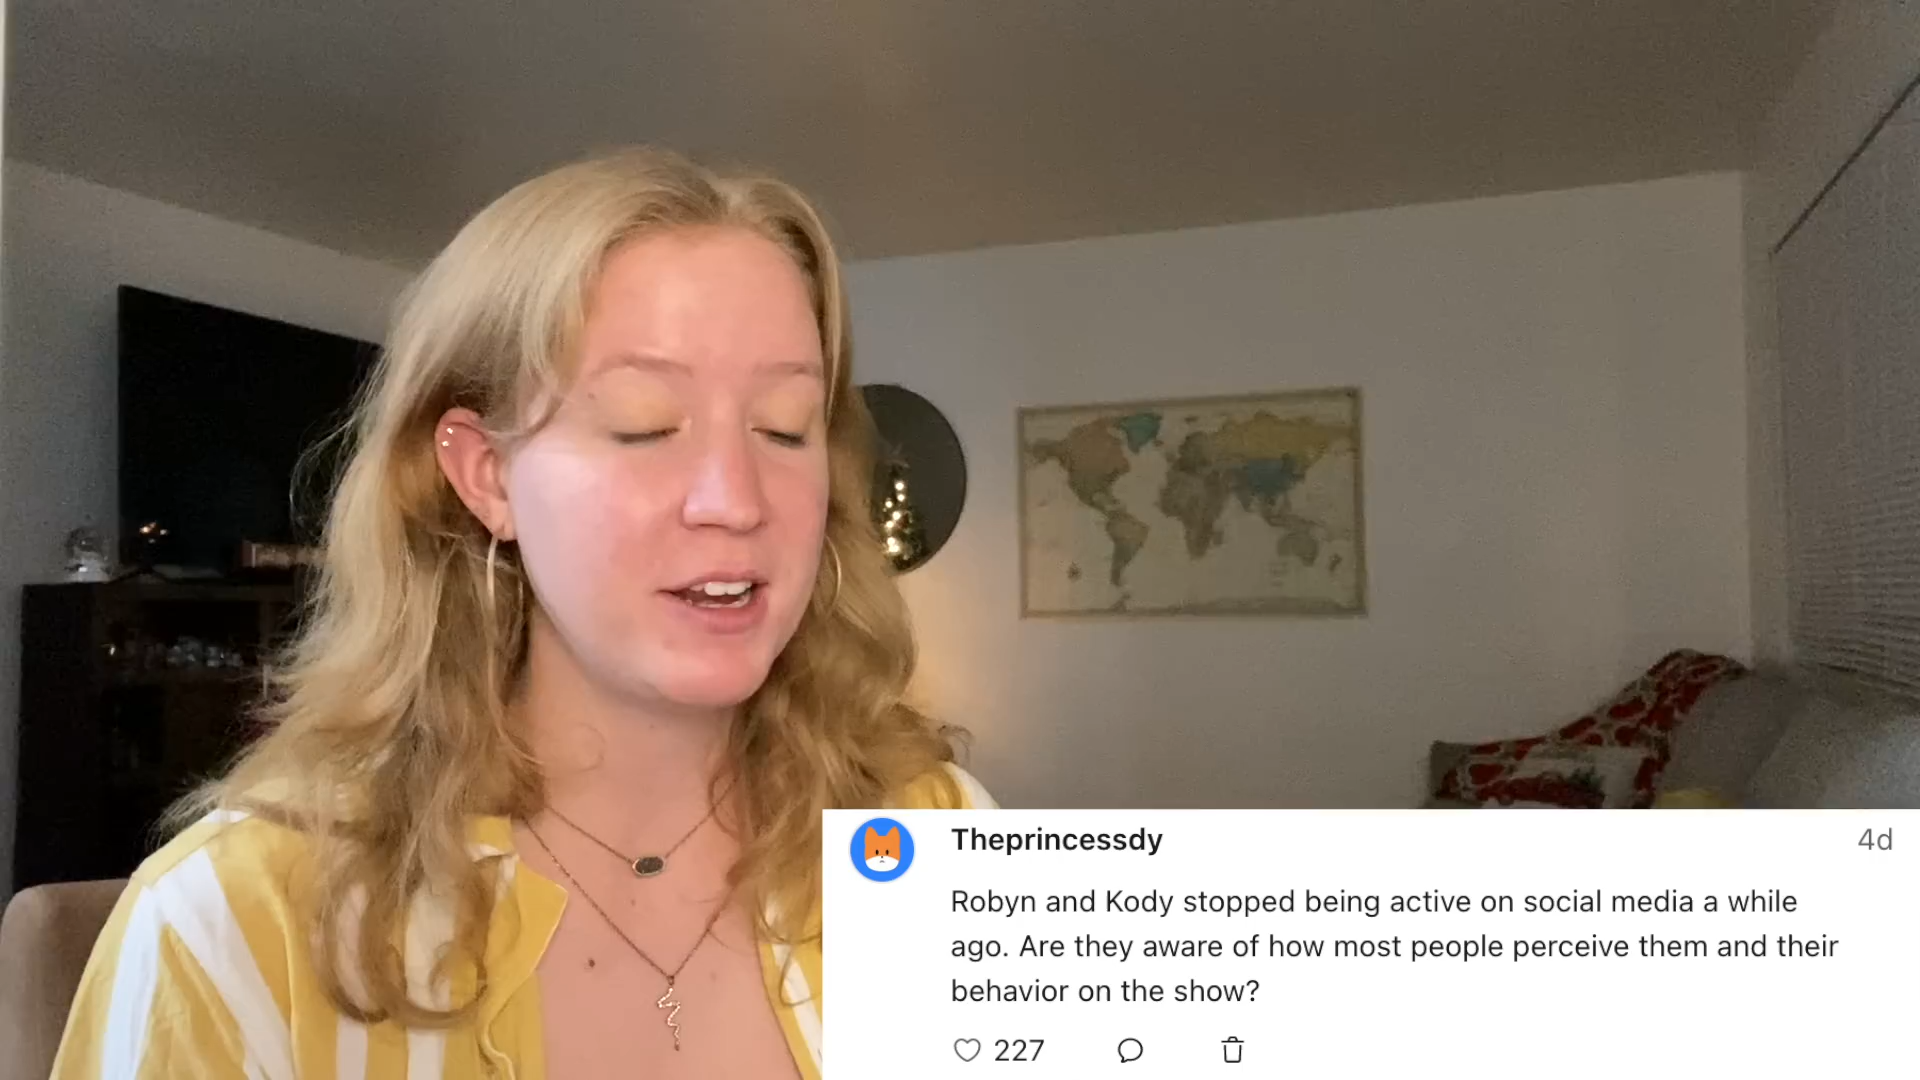 Theprincessdy 4d
Robyn and Kody stopped being active on social media a while
ago. Are they aware of how most people perceive them and their
behavior on the show?
227